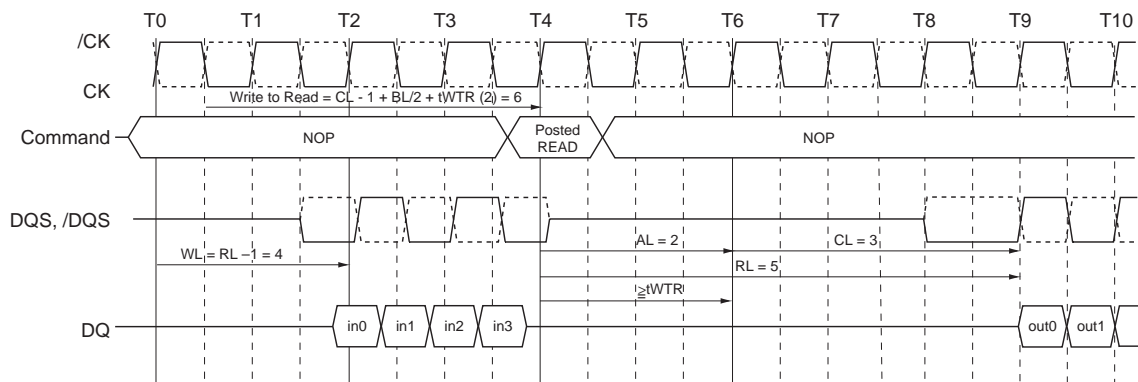 T0 T1 T2 T3 T4 T5 T6 T7 T8 T9 T10
/CK
CK
Write to Read = CL - 1 + BL/2 + tWTR (2) = 6
Command NOP Posted READ NOP
DQS, /DQS
AL = 2 CL = 3
WL = RL –1 = 4
RL = 5
≧tWTR
DQ in0 in1 in2 in3 out0 out1